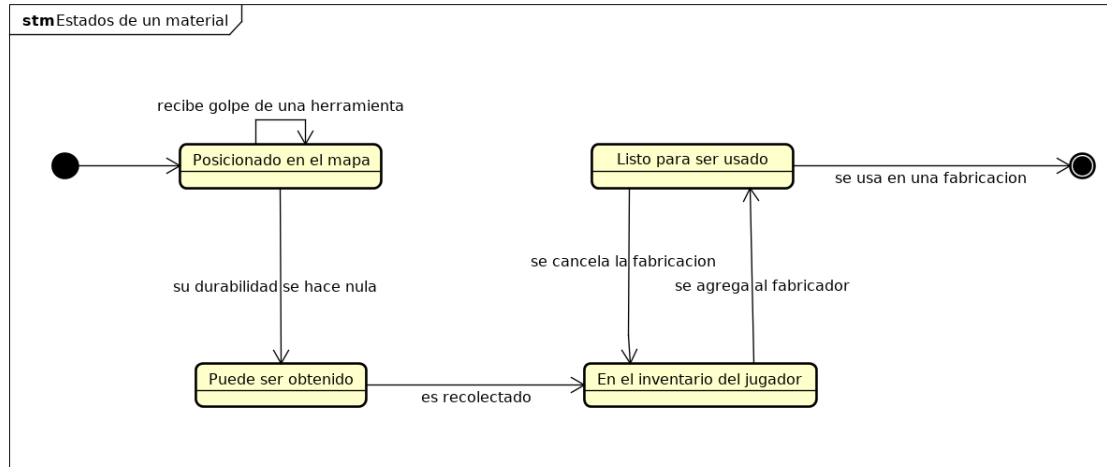 stm Estados de un material
recibe golpe de una herramienta
Posicionado en el mapa
Listo para ser usado
se usa en una fabricacion
se cancela la fabricacion
su durabilidad se hace nula
se agrega al fabricador
Puede ser obtenido
En el inventario del jugador
es recolectado